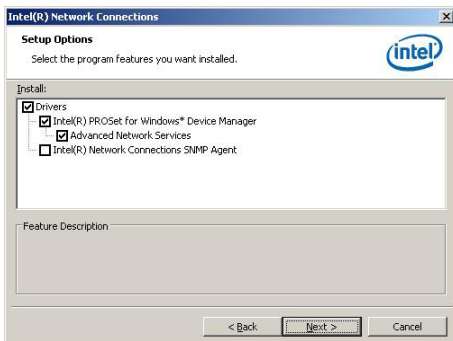 Intel(R) Network Connections
Setup Options
Select the program features you want installed.
intel
Install:
Drivers
Intel(R) PROSet for Windows* Device Manager
Advanced Network Services
Intel(R) Network Connections SNMP Agent
Feature Description
< Back
Next >
Cancel